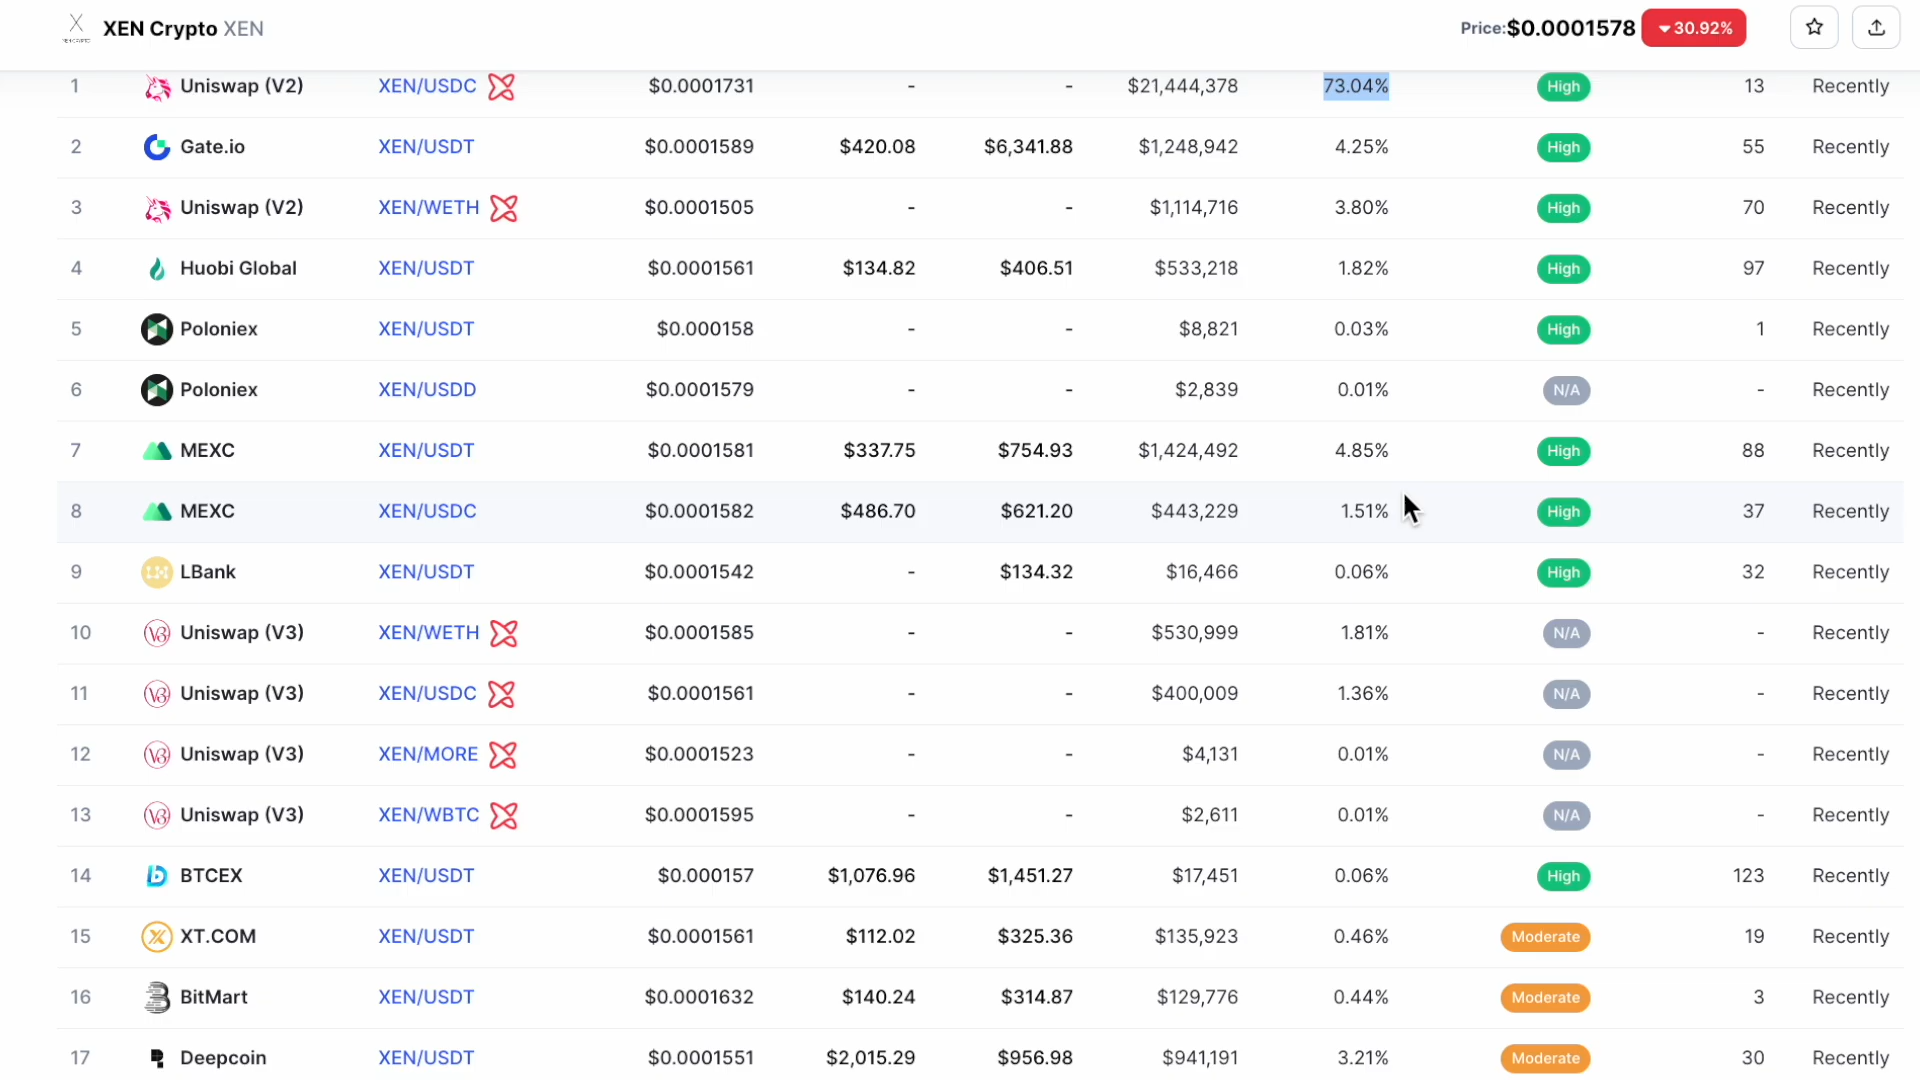 XEN Crypto XEN Price:$0.0001578 30.92%
1 Uniswap (V2) XEN/USDC $0.0001731 - - $21,444,378 73.04% High 13 Recently
2 Gate.io XEN/USDT $0.0001589 $420.08 $6,341.88 $1,248,942 4.25% High 55 Recently
3 Uniswap (V2) XEN/WETH $0.0001505 - - $1,114,716 3.80% High 70 Recently
4 Huobi Global XEN/USDT $0.0001561 $134.82 $406.51 $533,218 1.82% High 97 Recently
5 Poloniex XEN/USDT $0.000158 - - $8,821 0.03% High 1 Recently
6 Poloniex XEN/USDD $0.0001579 - - $2,839 0.01% N/A - Recently
7 MEXC XEN/USDT $0.0001581 $337.75 $754.93 $1,424,492 4.85% High 88 Recently
8 MEXC XEN/USDC $0.0001582 $486.70 $621.20 $443,229 1.51% High 37 Recently
9 LBank XEN/USDT $0.0001542 - $134.32 $16,466 0.06% High 32 Recently
10 Uniswap (V3) XEN/WETH $0.0001585 - - $530,999 1.81% N/A - Recently
11 Uniswap (V3) XEN/USDC $0.0001561 - - $400,009 1.36% N/A - Recently
12 Uniswap (V3) XEN/MORE $0.0001523 - - $4,131 0.01% N/A - Recently
13 Uniswap (V3) XEN/WBTC $0.0001595 - - $2,611 0.01% N/A - Recently
14 BTCEX XEN/USDT $0.000157 $1,076.96 $1,451.27 $17,451 0.06% High 123 Recently
15 XT.COM XEN/USDT $0.0001561 $112.02 $325.36 $135,923 0.46% Moderate 19 Recently
16 BitMart XEN/USDT $0.0001632 $140.24 $314.87 $129,776 0.44% Moderate 3 Recently
17 Deepcoin XEN/USDT $0.0001551 $2,015.29 $956.98 $941,191 3.21% Moderate 30 Recently